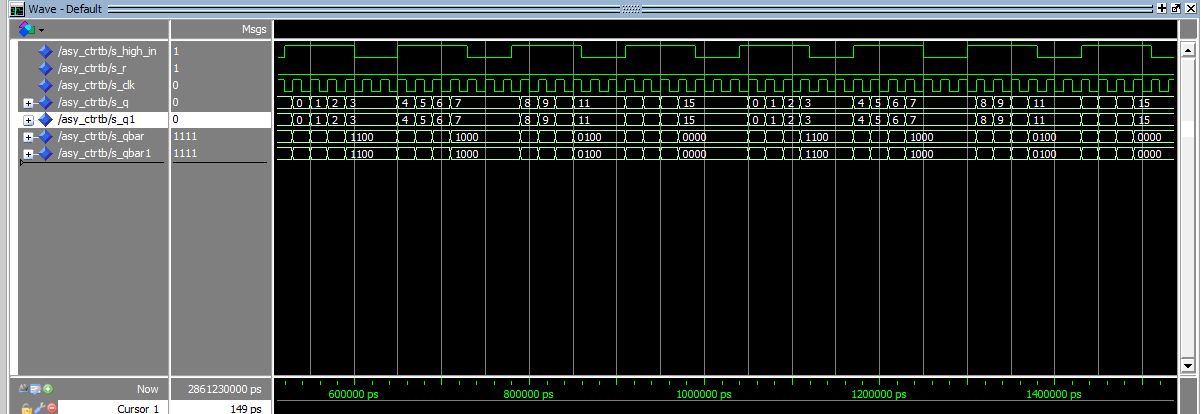 Wave - Default
Msgs
/asy_ctrtb/s_high_in 1
/asy_ctrtb/s_r 1
/asy_ctrtb/s_clk 0
/asy_ctrtb/s_q 0 0 1 2 3 4 5 6 7 8 9 11 15 0 1 2 3 4 5 6 7 8 9 11 15
/asy_ctrtb/s_q1 0 0 1 2 3 4 5 6 7 8 9 11 15 0 1 2 3 4 5 6 7 8 9 11 15
/asy_ctrtb/s_qbar 1111 1100 1000 0100 0000 1100 1000 0100 0000
/asy_ctrtb/s_qbar1 1111 1100 1000 0100 0000 1100 1000 0100 0000
Now 2861230000 ps 600000 ps 800000 ps 1000000 ps 1200000 ps 1400000 ps
Cursor 1 149 ps